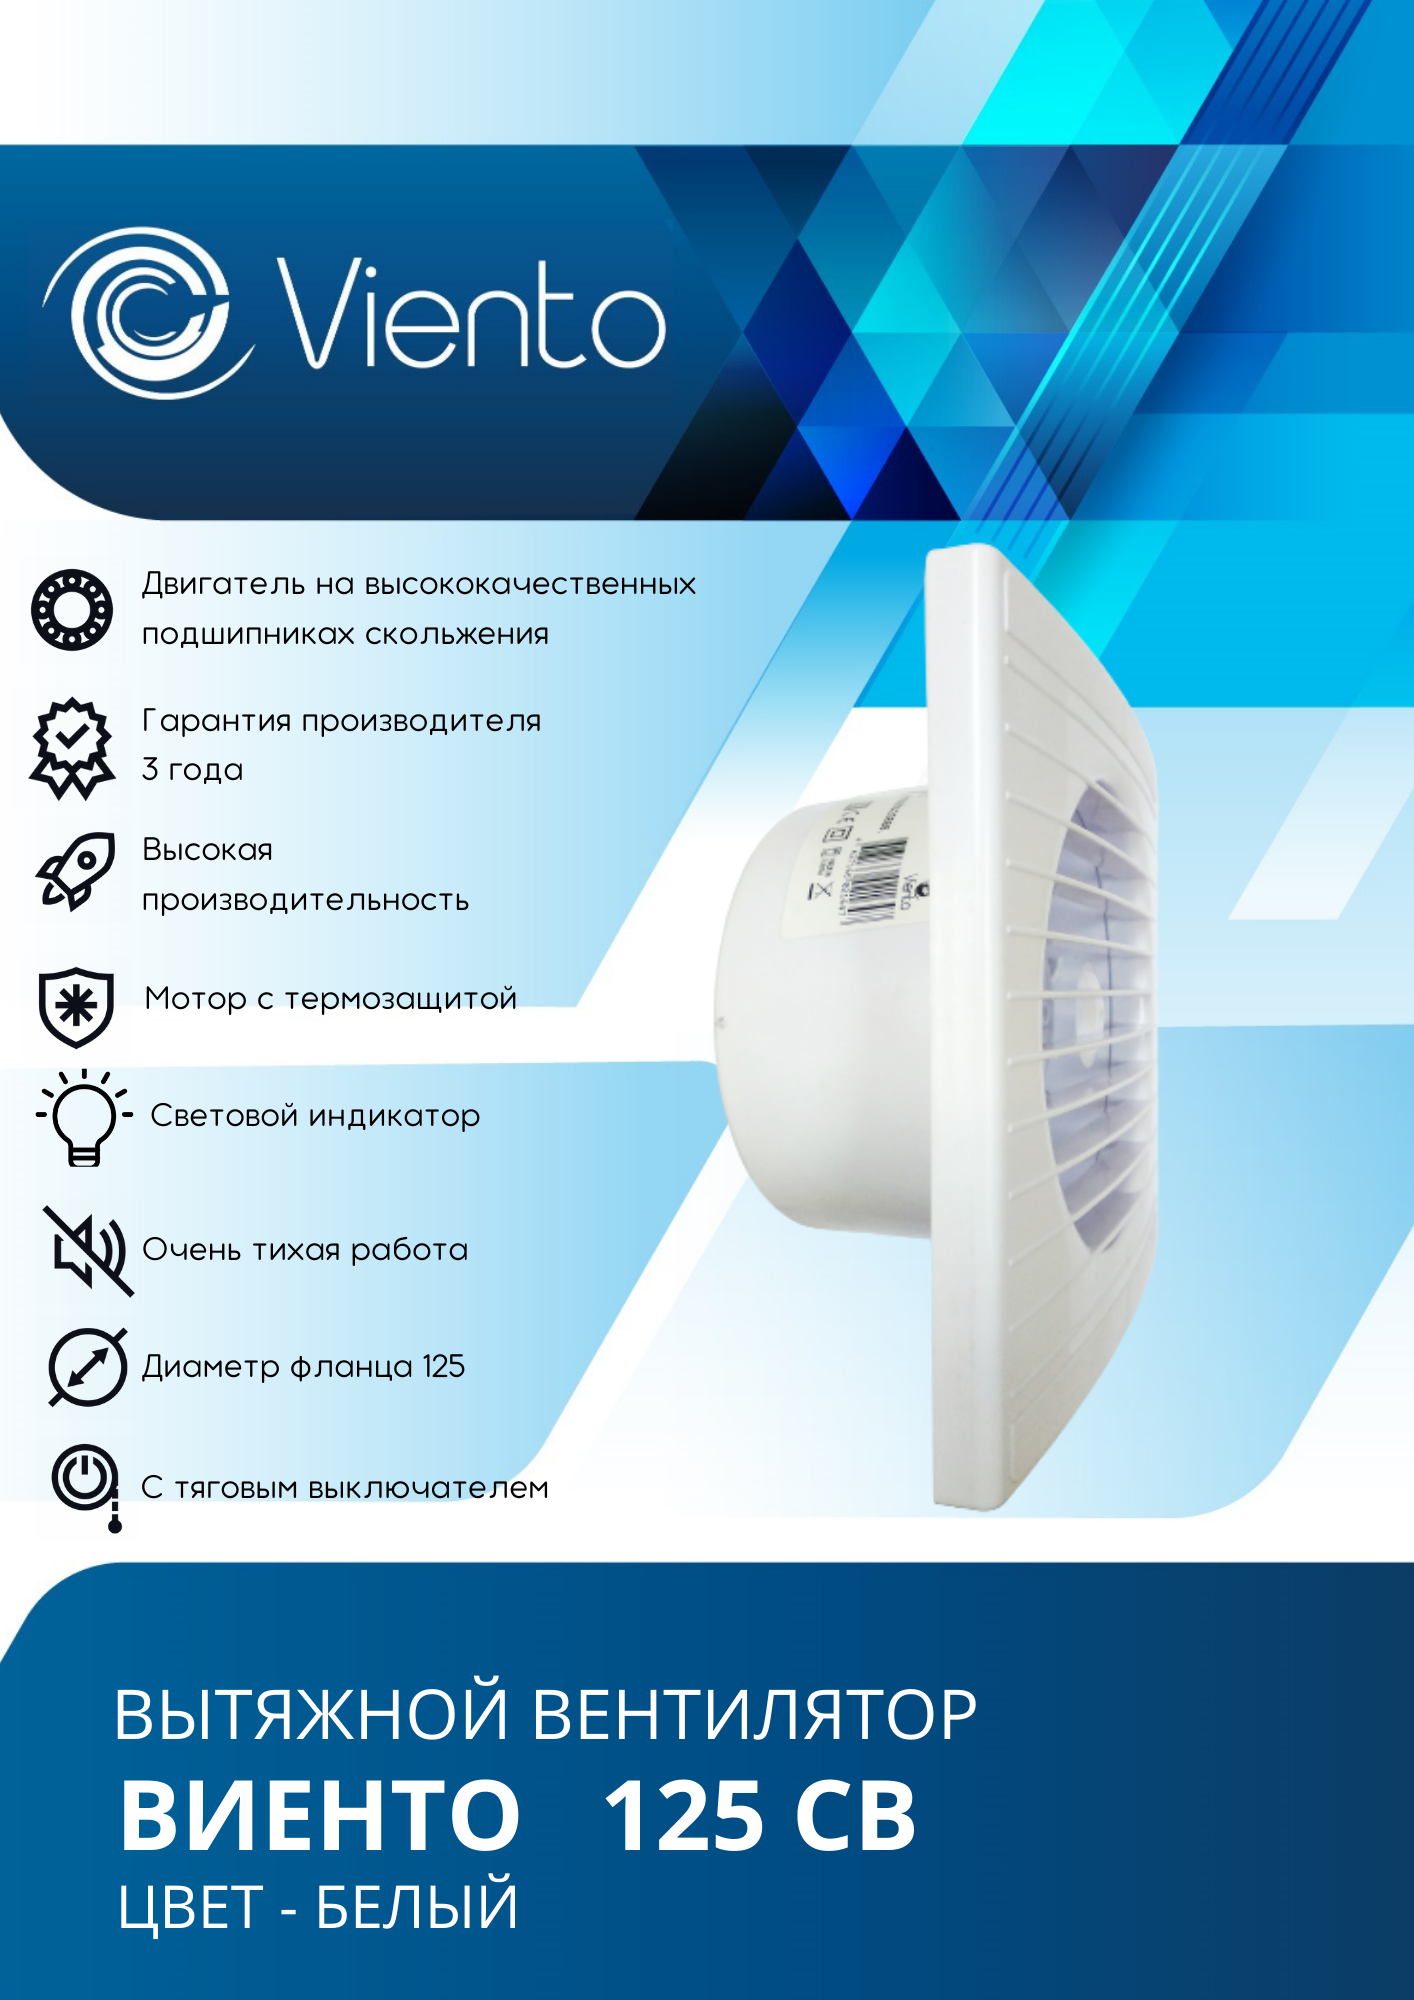 Viento
Двигатель на высококачественных
подшипниках скольжения
Гарантия производителя
3 года
Высокая
производительность
Мотор с термозащитой
Световой индикатор
Очень тихая работа
Диаметр фланца 125
С тяговым выключателем
Viento
ВЫТЯЖНОЙ ВЕНТИЛЯТОР
ВИЕНТО 125 СВ
ЦВЕТ - БЕЛЫЙ